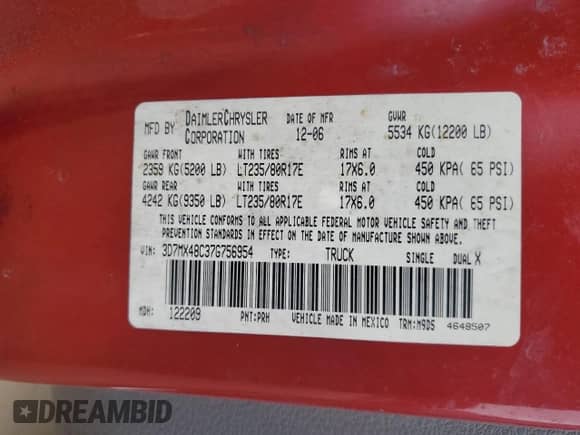 MFD BY DAIMLERCHRYSLER CORPORATION DATE OF MFR 12-06 GVWR 5534 KG(12200 LB)
GAWR FRONT WITH TIRES RIMS AT COLD
2359 KG(5200 LB) LT235/80R17E 17X6.0 450 KPA( 65 PSI)
GAWR REAR WITH TIRES RIMS AT COLD
4242 KG(9350 LB) LT235/80R17E 17X6.0 450 KPA( 65 PSI)
THIS VEHICLE CONFORMS TO ALL APPLICABLE FEDERAL MOTOR VEHICLE SAFETY AND THEFT
PREVENTION STANDARDS IN EFFECT ON THE DATE OF MANUFACTURE SHOWN ABOVE.
VIN: 3D7MX48C37G756954 TYPE: TRUCK SINGLE DUAL X
MDH: 122209 PNT:PRH VEHICLE MADE IN MEXICO TRM:M9D5 4648507
DREAMBID